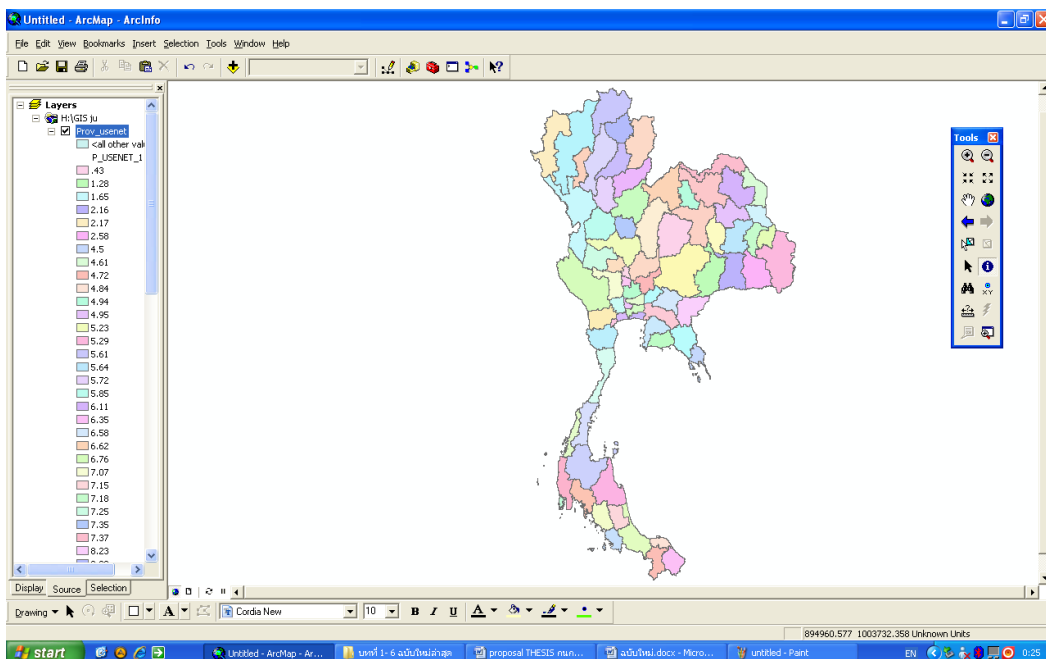 Untitled - ArcMap - ArcInfo
File Edit View Bookmarks Insert Selection Tools Window Help
Layers
H:\GIS ju
Prov_usenet
<all other val
P_USENET_1
.43
1.28
1.65
2.16
2.17
2.58
4.5
4.61
4.72
4.84
4.94
4.95
5.23
5.29
5.61
5.64
5.72
5.85
6.11
6.35
6.58
6.62
6.76
7.07
7.15
7.18
7.25
7.35
7.37
8.23
Tools
Display Source Selection
Drawing A Cordia New 10 B I U A
894960.577 1003732.358 Unknown Units
start Untitled - ArcMap - Ar... บทที่ 1- 6 ฉบับใหม่ล่าสุด proposal THESIS กนก... ฉบับใหม่.docx - Micro... untitled - Paint EN 0:25